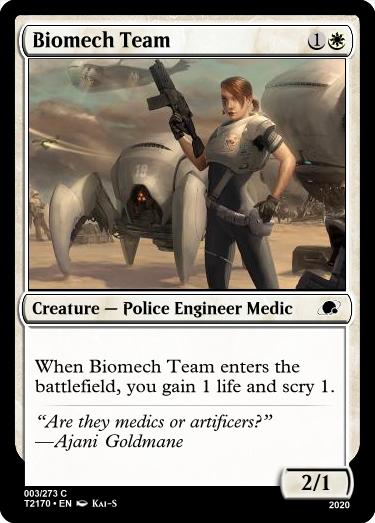 Biomech Team 1
19
Creature — Police Engineer Medic
When Biomech Team enters the
battlefield, you gain 1 life and scry 1.
“Are they medics or artificers?”
—Ajani Goldmane
2/1
003/273 C
T2170 • EN Kai-S
2020